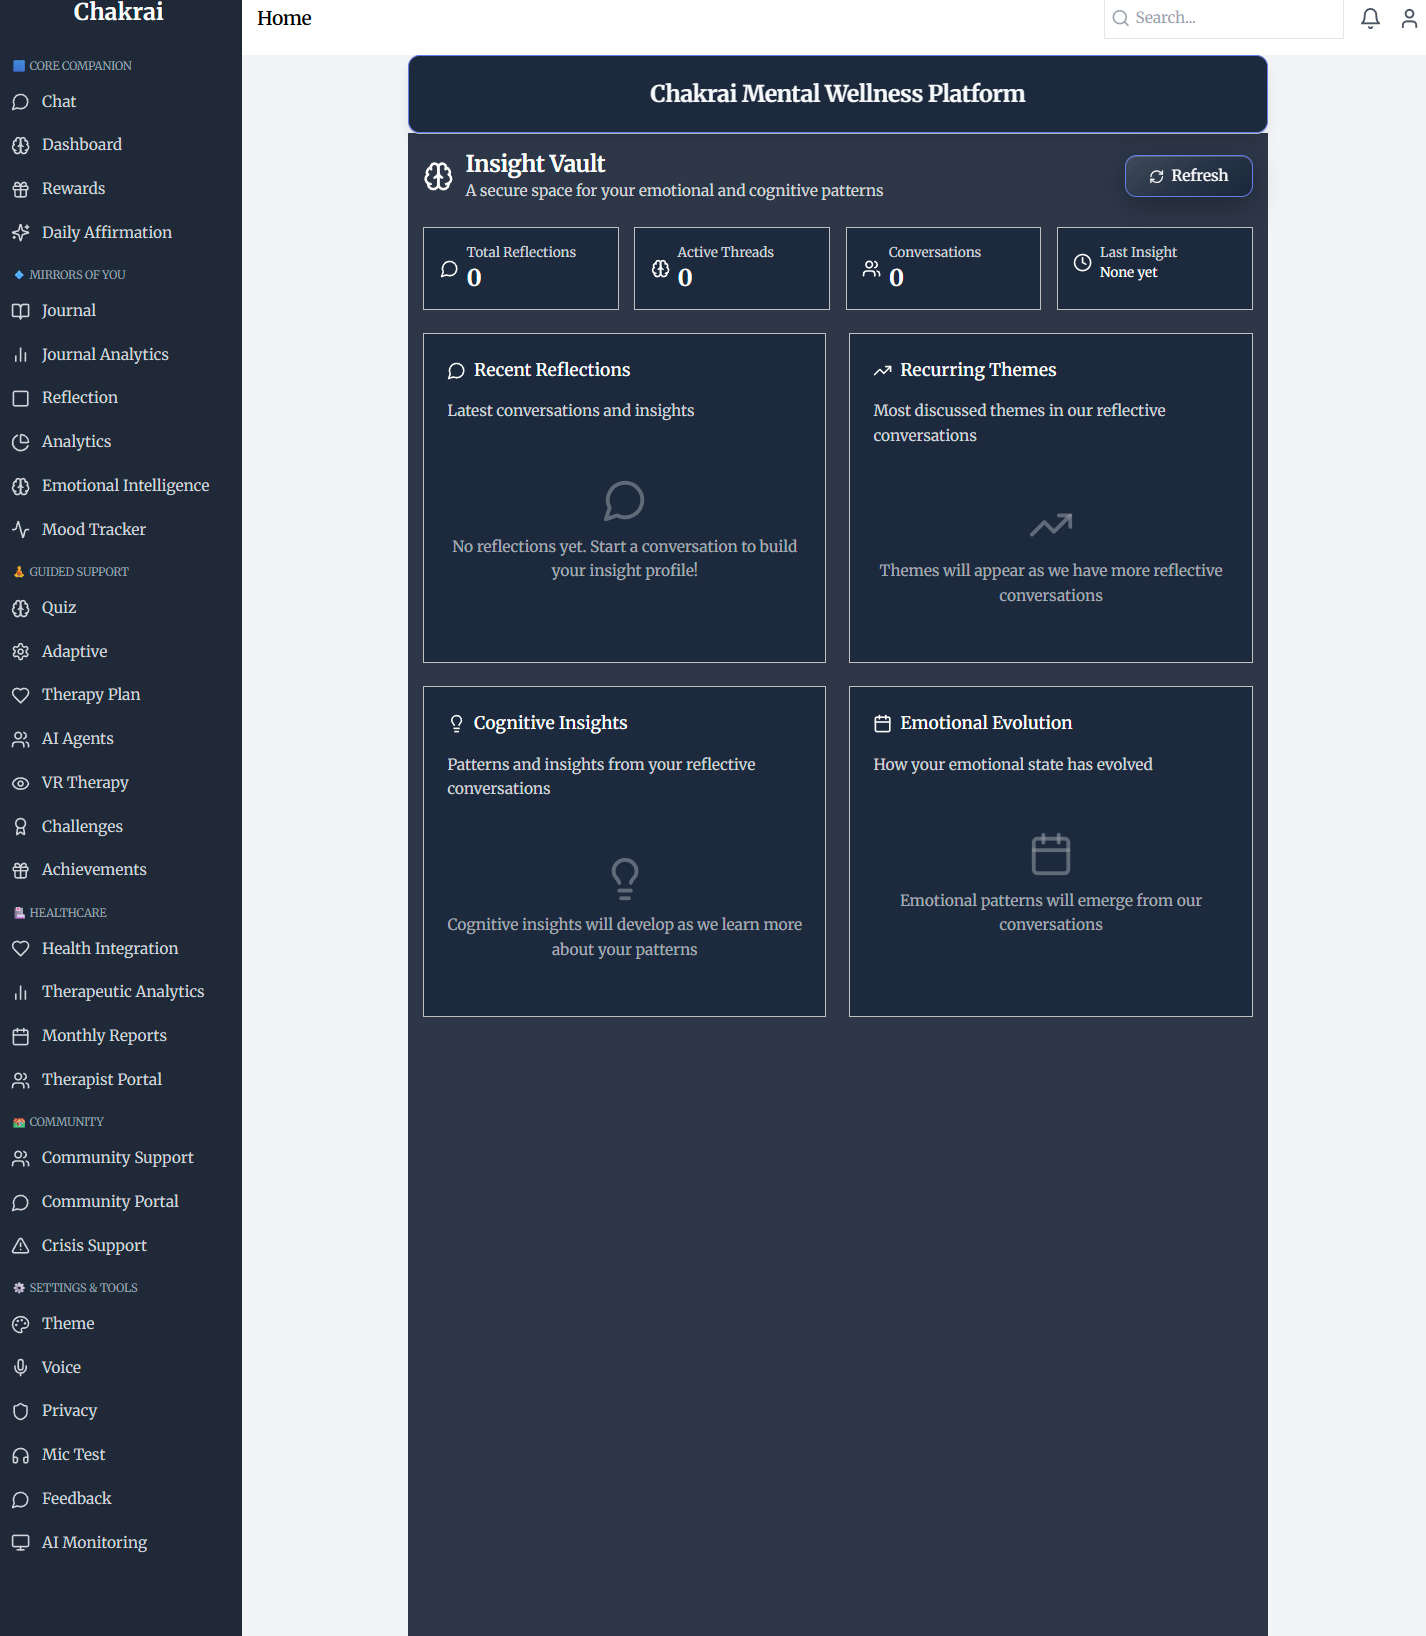 Chakrai
CORE COMPANION
Chat
Dashboard
Rewards
Daily Affirmation
MIRRORS OF YOU
Journal
Journal Analytics
Reflection
Analytics
Emotional Intelligence
Mood Tracker
GUIDED SUPPORT
Quiz
Adaptive
Therapy Plan
AI Agents
VR Therapy
Challenges
Achievements
HEALTHCARE
Health Integration
Therapeutic Analytics
Monthly Reports
Therapist Portal
COMMUNITY
Community Support
Community Portal
Crisis Support
SETTINGS & TOOLS
Theme
Voice
Privacy
Mic Test
Feedback
AI Monitoring
Home
Search...
Chakrai Mental Wellness Platform
Insight Vault
A secure space for your emotional and cognitive patterns
Refresh
Total Reflections
0
Active Threads
0
Conversations
0
Last Insight
None yet
Recent Reflections
Latest conversations and insights
No reflections yet. Start a conversation to build
your insight profile!
Recurring Themes
Most discussed themes in our reflective
conversations
Themes will appear as we have more reflective
conversations
Cognitive Insights
Patterns and insights from your reflective
conversations
Cognitive insights will develop as we learn more
about your patterns
Emotional Evolution
How your emotional state has evolved
Emotional patterns will emerge from our
conversations